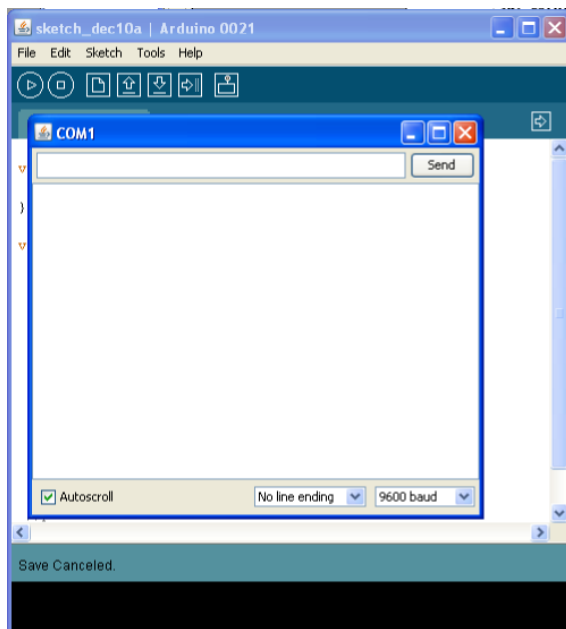 sketch_dec10a | Arduino 0021
File Edit Sketch Tools Help
COM1
Send
}
Autoscroll
No line ending
9600 baud
Save Canceled.